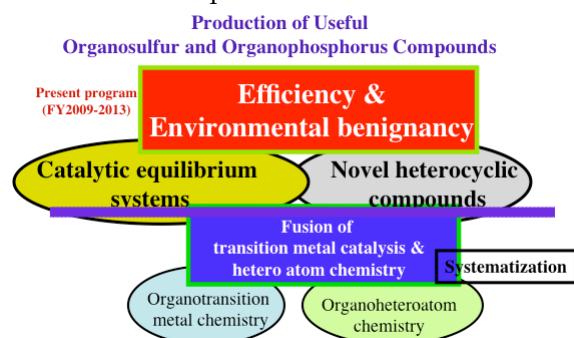 Production of Useful
Organosulfur and Organophosphorus Compounds
Present program
(FY2009-2013)
Efficiency &
Environmental benignancy
Catalytic equilibrium
systems
Novel heterocyclic
compounds
Fusion of
transition metal catalysis &
hetero atom chemistry
Systematization
Organotransition
metal chemistry
Organoheteroatom
chemistry